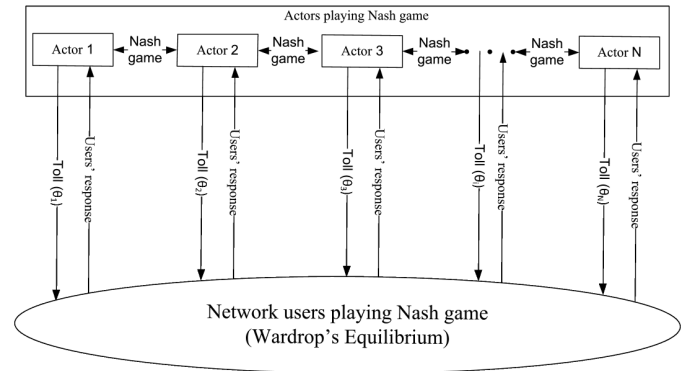 Actors playing Nash game
Actor 1
Nash
game
Actor 2
Nash
game
Actor 3
Nash
game
Nash
game
Actor N
Toll (θ₁)
Users' response
Toll (θ₂)
Users' response
Toll (θ₃)
Users' response
Toll (θⱼ)
Users' response
Toll (θ_N)
Users' response
Network users playing Nash game
(Wardrop's Equilibrium)